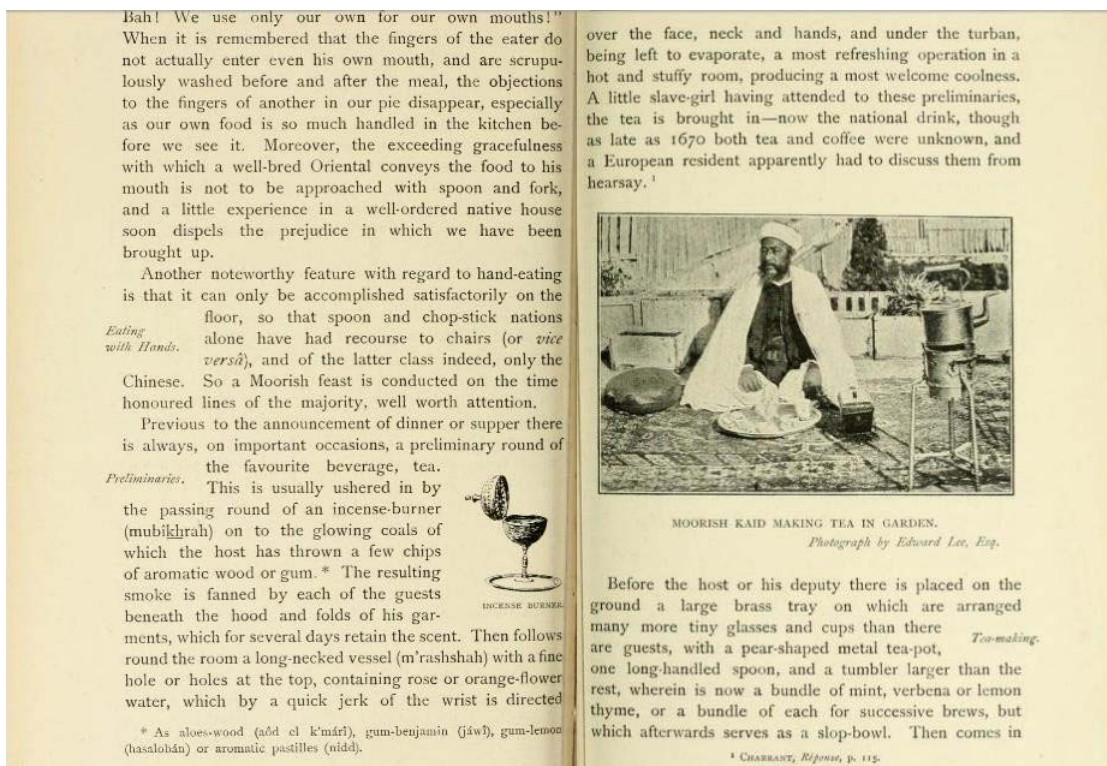 Bah! We use only our own for our own mouths!"
When it is remembered that the fingers of the eater do
not actually enter even his own mouth, and are scrupu-
lously washed before and after the meal, the objections
to the fingers of another in our pie disappear, especially
as our own food is so much handled in the kitchen be-
fore we see it. Moreover, the exceeding gracefulness
with which a well-bred Oriental conveys the food to his
mouth is not to be approached with spoon and fork,
and a little experience in a well-ordered native house
soon dispels the prejudice in which we have been
brought up.
Another noteworthy feature with regard to hand-eating
is that it can only be accomplished satisfactorily on the
floor, so that spoon and chop-stick nations
Eating
with Hands.
alone have had recourse to chairs (or vice
versâ), and of the latter class indeed, only the
Chinese. So a Moorish feast is conducted on the time
honoured lines of the majority, well worth attention.
Previous to the announcement of dinner or supper there
is always, on important occasions, a preliminary round of
the favourite beverage, tea.
Preliminaries.
This is usually ushered in by
the passing round of an incense-burner
(mubikhrah) on to the glowing coals of
which the host has thrown a few chips
of aromatic wood or gum. * The resulting
smoke is fanned by each of the guests
beneath the hood and folds of his gar-
INCENSE BURNER.
ments, which for several days retain the scent. Then follows
round the room a long-necked vessel (m'rashshah) with a fine
hole or holes at the top, containing rose or orange-flower
water, which by a quick jerk of the wrist is directed
* As aloes-wood (aôd el k'márî), gum-benjamin (jáwî), gum-lemon
(hasalobán) or aromatic pastilles (nidd).
over the face, neck and hands, and under the turban,
being left to evaporate, a most refreshing operation in a
hot and stuffy room, producing a most welcome coolness.
A little slave-girl having attended to these preliminaries,
the tea is brought in—now the national drink, though
as late as 1670 both tea and coffee were unknown, and
a European resident apparently had to discuss them from
hearsay. ¹
MOORISH KAID MAKING TEA IN GARDEN.
Photograph by Edward Lee, Esq.
Before the host or his deputy there is placed on the
ground a large brass tray on which are arranged
many more tiny glasses and cups than there
Tea-making.
are guests, with a pear-shaped metal tea-pot,
one long-handled spoon, and a tumbler larger than the
rest, wherein is now a bundle of mint, verbena or lemon
thyme, or a bundle of each for successive brews, but
which afterwards serves as a slop-bowl. Then comes in
¹ CHARRANT, Réponse, p. 115.